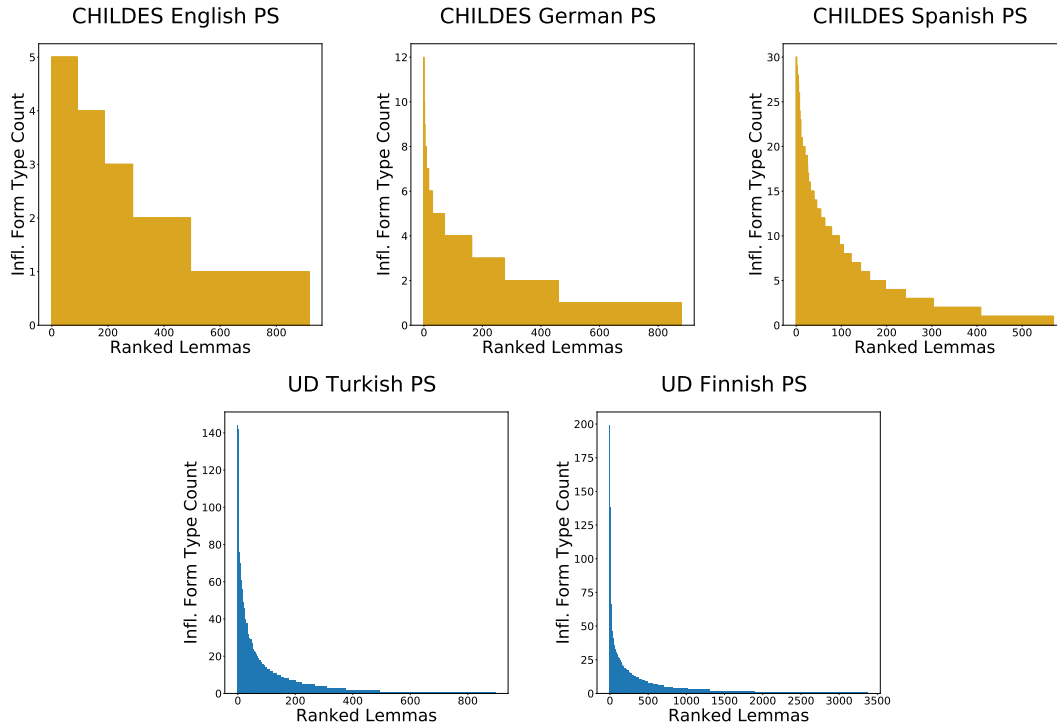 CHILDES English PS
CHILDES German PS
CHILDES Spanish PS
Infl. Form Type Count
5
4
3
2
1
0
0 200 400 600 800
Ranked Lemmas
Infl. Form Type Count
12
10
8
6
4
2
0
0 200 400 600 800
Ranked Lemmas
Infl. Form Type Count
30
25
20
15
10
5
0
0 100 200 300 400 500
Ranked Lemmas
UD Turkish PS
UD Finnish PS
Infl. Form Type Count
140
120
100
80
60
40
20
0
0 200 400 600 800
Ranked Lemmas
Infl. Form Type Count
200
175
150
125
100
75
50
25
0
0 500 1000 1500 2000 2500 3000 3500
Ranked Lemmas